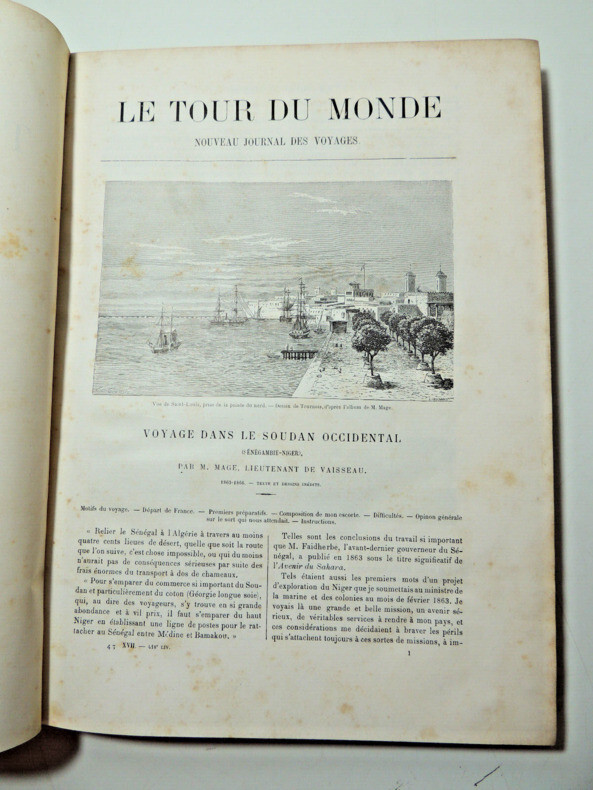 LE TOUR DU MONDE
NOUVEAU JOURNAL DES VOYAGES
Vue de Saint-Louis, prise de la pointe du nord. — Dessin de Tournois, d'après l'album de M. Mage.
VOYAGE DANS LE SOUDAN OCCIDENTAL
PAR M. MAGE, LIEUTENANT DE VAISSEAU.
1863-1866. — TEXTE ET DESSINS INÉDITS.
Motifs du voyage. — Départ de France. — Premiers préparatifs. — Composition de mon escorte. — Difficultés. — Opinion générale
sur le sort qui nous attendait. — Instructions.
« Relier le Sénégal à l'Algérie à travers au moins
quatre cents lieues de désert, quelle que soit la route
que l'on suive, c'est chose impossible, ou qui du moins
n'aurait pas de conséquences sérieuses par suite des
frais énormes du transport à dos de chameaux.
« Pour s'emparer du commerce si important du Sou-
dan et particulièrement du coton (Géorgie longue soie),
qui, au dire des voyageurs, s'y trouve en si grande
abondance et à vil prix, il faut s'emparer du haut
Niger en établissant une ligne de postes pour le rat-
tacher au Sénégal entre Médine et Bamakou. »
Telles sont les conclusions du travail si important
que M. Faidherbe, l'avant-dernier gouverneur du Sé-
négal, a publié en 1863 sous le titre significatif de
l'Avenir du Sahara.
Tels étaient aussi les premiers mots d'un projet
d'exploration du Niger que je soumettais au ministre de
la marine et des colonies au mois de février 1863. Je
voyais là une grande et belle mission, un avenir sé-
rieux, de véritables services à rendre à mon pays, et
ces considérations me décidaient à braver les périls
qui s'attachent toujours à ces sortes de missions, à im-
XVII — LIV.
1